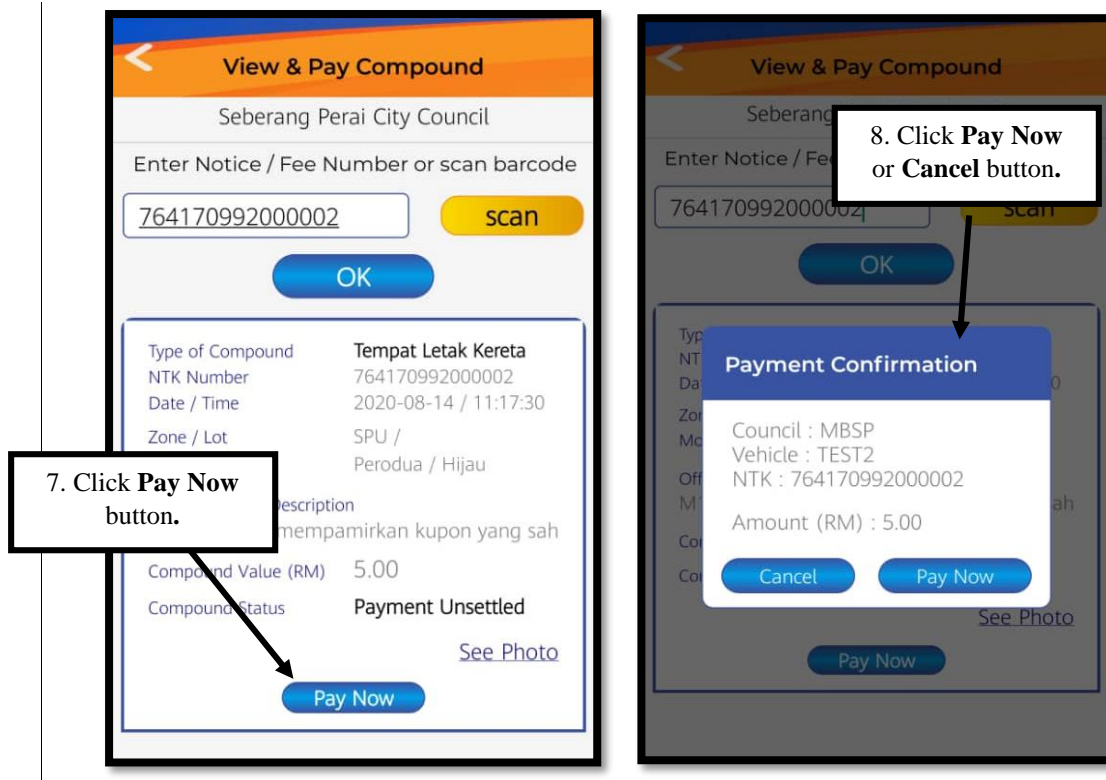 View & Pay Compound
Seberang Perai City Council
Enter Notice / Fee Number or scan barcode
764170992000002
scan
OK
Type of Compound Tempat Letak Kereta
NTK Number 764170992000002
Date / Time 2020-08-14 / 11:17:30
Zone / Lot SPU /
Perodua / Hijau
7. Click Pay Now
button.
Description
mempamirkan kupon yang sah
Compound Value (RM) 5.00
Compound Status Payment Unsettled
See Photo
Pay Now
View & Pay Compound
Seberang
8. Click Pay Now
or Cancel button.
Enter Notice / Fe
764170992000002
scan
OK
Payment Confirmation
Council : MBSP
Vehicle : TEST2
NTK : 764170992000002
Amount (RM) : 5.00
Cancel Pay Now
See Photo
Pay Now